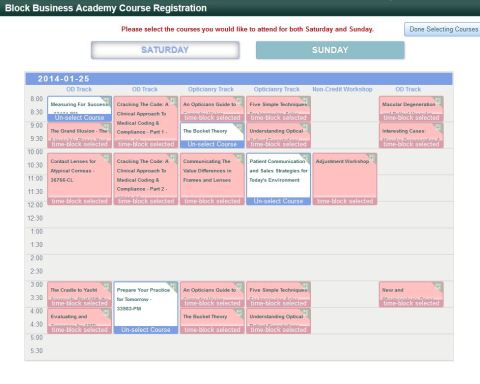 Block Business Academy Course Registration
Please select the courses you would like to attend for both Saturday and Sunday.
Done Selecting Courses
SATURDAY
SUNDAY
2014-01-25
OD Track
OD Track
Opticianry Track
Opticianry Track
Non-Credit Workshop
OD Track
8:00
8:30
9:00
9:30
10:00
10:30
11:00
11:30
12:00
12:30
1:00
1:30
2:00
2:30
3:00
3:30
4:00
4:30
5:00
5:30
Measuring For Success
Un-select Course
The Grand Illusion - The
time-block selected
Contact Lenses for
Atypical Corneas -
36766-CL
time-block selected
The Cradle to Yacht
time-block selected
Evaluating and
time-block selected
Cracking The Code: A
Clinical Approach To
Medical Coding &
Compliance - Part 1 -
time-block selected
Cracking The Code: A
Clinical Approach To
Medical Coding &
Compliance - Part 2 -
time-block selected
Prepare Your Practice
for Tomorrow -
33983-PM
Un-select Course
An Opticians Guide to
time-block selected
The Bucket Theory
Un-select Course
Communicating The
Value Differences in
Frames and Lenses
time-block selected
An Opticians Guide to
time-block selected
The Bucket Theory
time-block selected
Five Simple Techniques
time-block selected
Understanding Optical
time-block selected
Patient Communication
and Sales Strategies for
Today's Environment
Un-select Course
Five Simple Techniques
time-block selected
Understanding Optical
time-block selected
Adjustment Workshop
time-block selected
Macular Degeneration
time-block selected
Interesting Cases:
time-block selected
New and
time-block selected